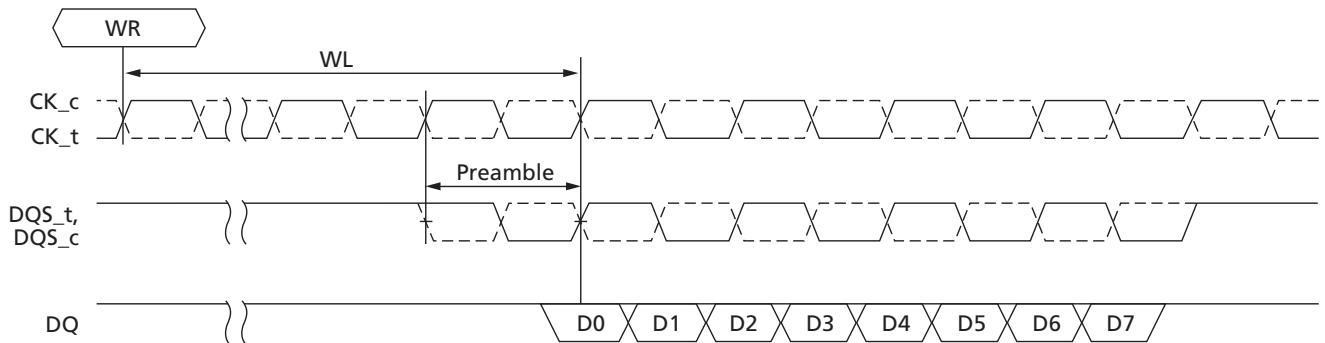 WR
WL
CK_c
CK_t
Preamble
DQS_t,
DQS_c
DQ
D0 D1 D2 D3 D4 D5 D6 D7